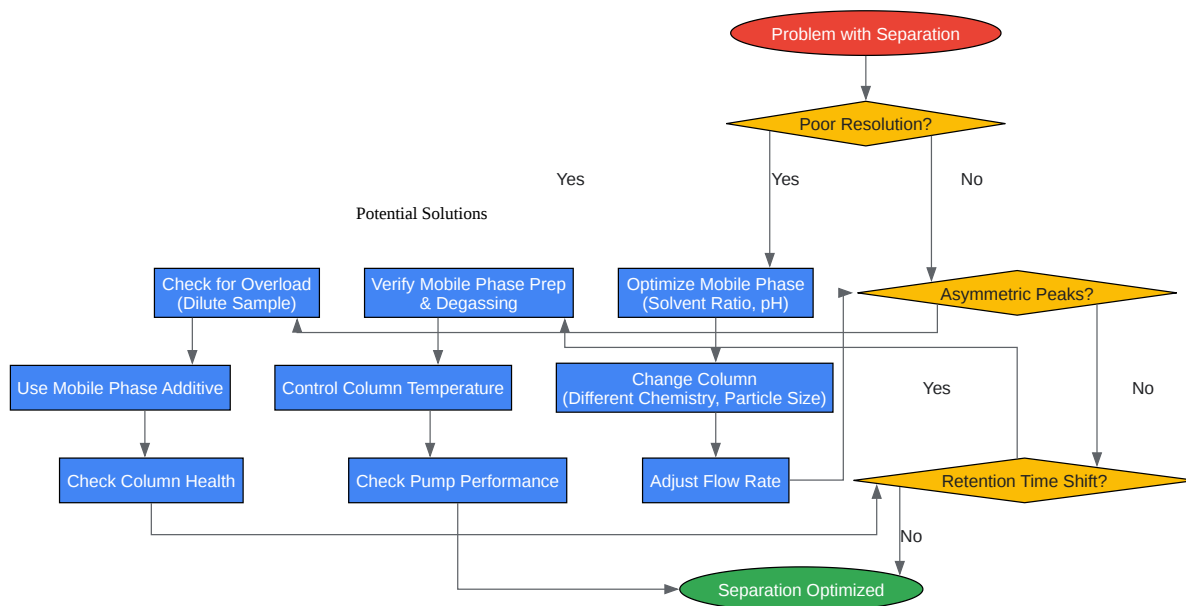 Problem with Separation
Poor Resolution?
Yes
Yes
No
Potential Solutions
Check for Overload
(Dilute Sample)
Verify Mobile Phase Prep
& Degassing
Optimize Mobile Phase
(Solvent Ratio, pH)
Asymmetric Peaks?
Use Mobile Phase Additive
Control Column Temperature
Change Column
(Different Chemistry, Particle Size)
Yes
No
Check Column Health
Check Pump Performance
Adjust Flow Rate
Retention Time Shift?
No
Separation Optimized